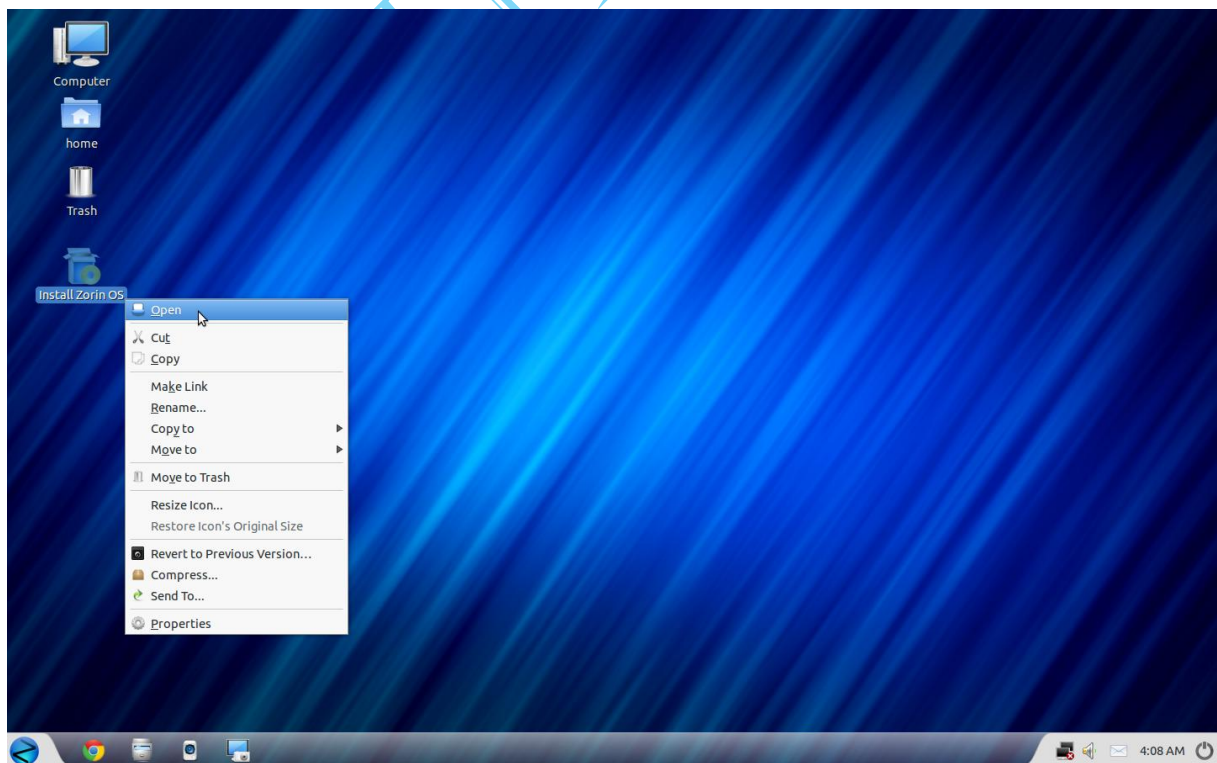 Computer
home
Trash
Install Zorin OS
Open
Cut
Copy
Make Link
Rename...
Copy to
Move to
Move to Trash
Resize Icon...
Restore Icon's Original Size
Revert to Previous Version...
Compress...
Send To...
Properties
4:08 AM